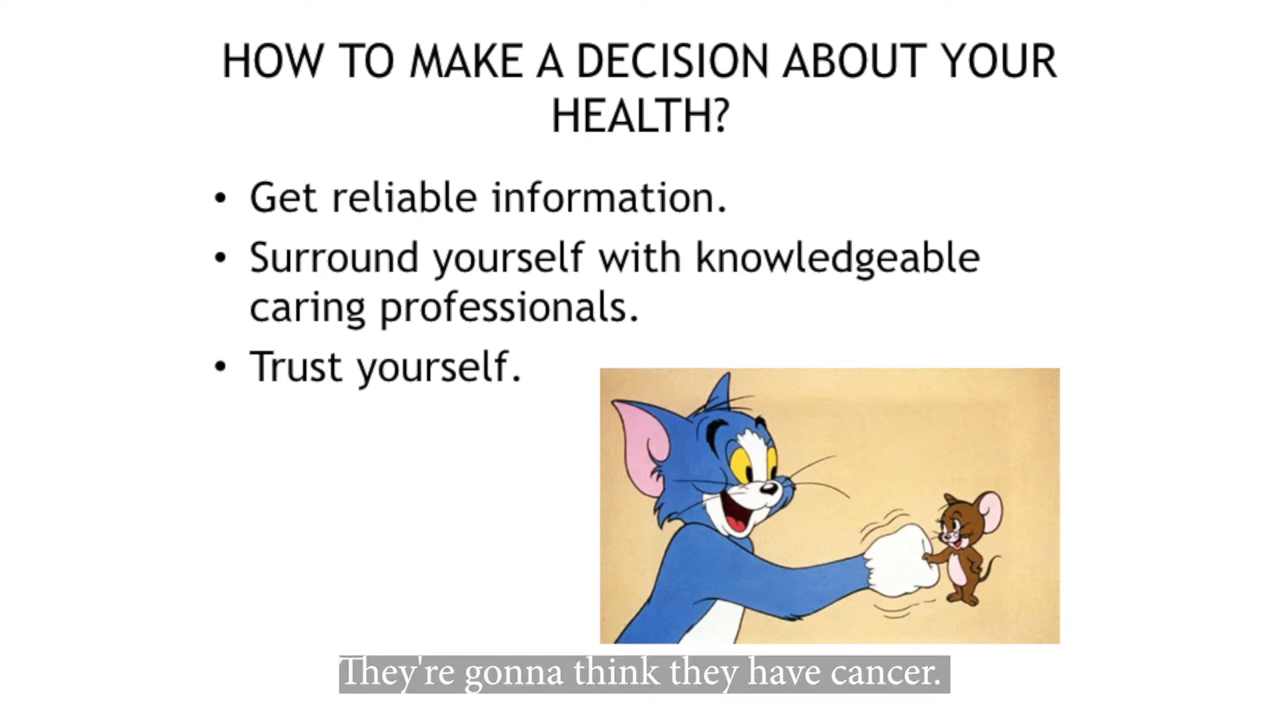 HOW TO MAKE A DECISION ABOUT YOUR
HEALTH?
• Get reliable information.
• Surround yourself with knowledgeable
caring professionals.
• Trust yourself.
They're gonna think they have cancer.